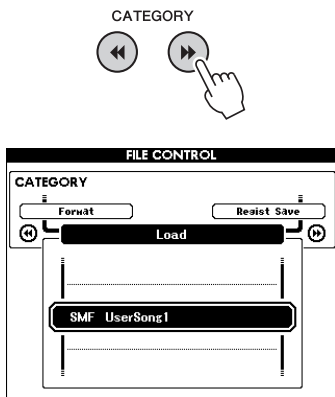 CATEGORY
FILE CONTROL
CATEGORY
Format
Regist Save
Load
SMF UserSong1